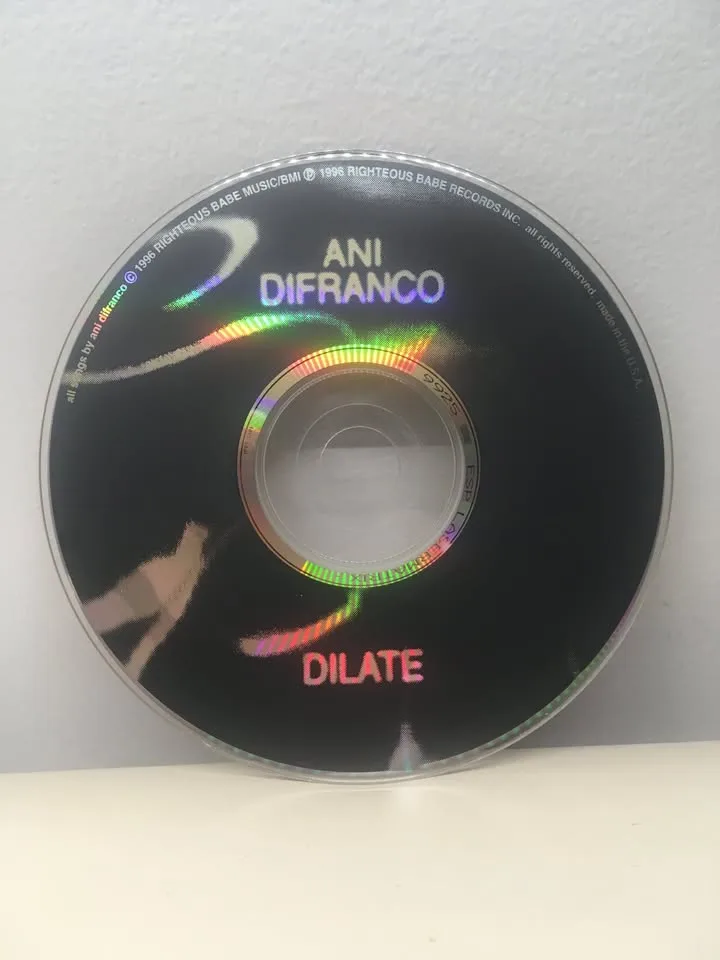 all songs by ani difranco © 1996 RIGHTEOUS BABE MUSIC/BMI ℗ 1996 RIGHTEOUS BABE RECORDS INC. all rights reserved. made in the U.S.A.
ANI
DIFRANCO
DILATE